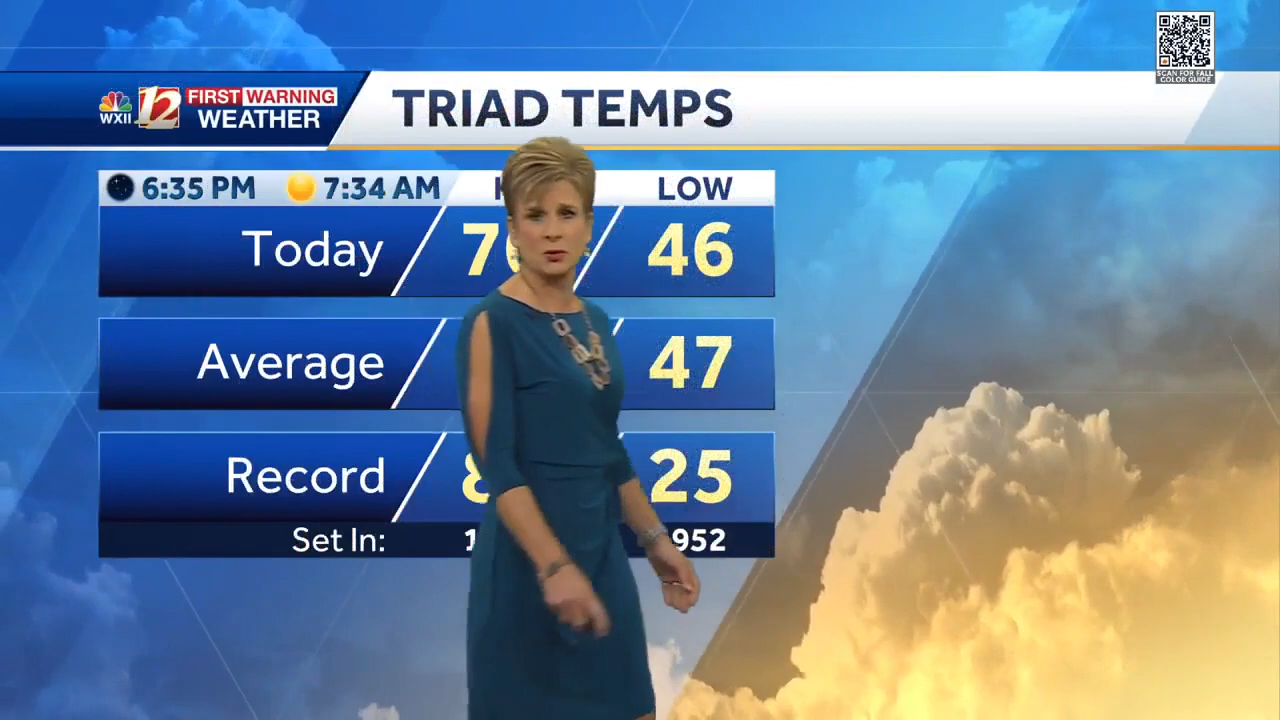 SCAN FOR FALL
COLOR GUIDE
WXII 12 FIRST WARNING
WEATHER
TRIAD TEMPS
6:35 PM 7:34 AM LOW
Today 46
Average 47
Record 25
Set In: 952